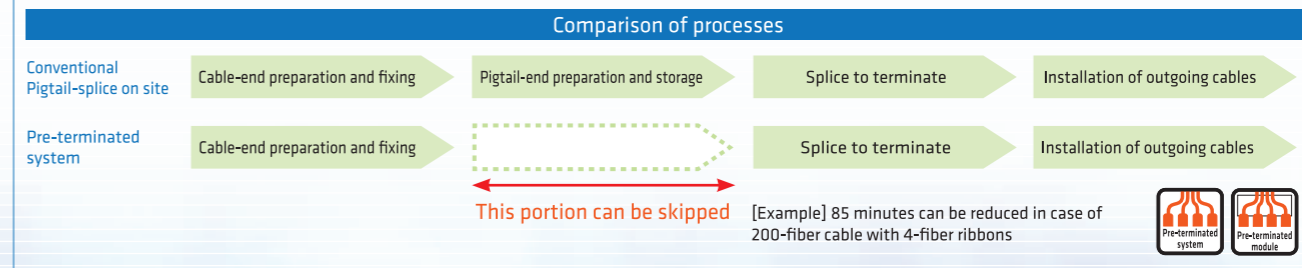 Comparison of processes
Conventional
Pigtail-splice on site
Cable-end preparation and fixing
Pigtail-end preparation and storage
Splice to terminate
Installation of outgoing cables
Pre-terminated
system
Cable-end preparation and fixing
Splice to terminate
Installation of outgoing cables
This portion can be skipped
[Example] 85 minutes can be reduced in case of
200-fiber cable with 4-fiber ribbons
Pre-terminated
system
Pre-terminated
module